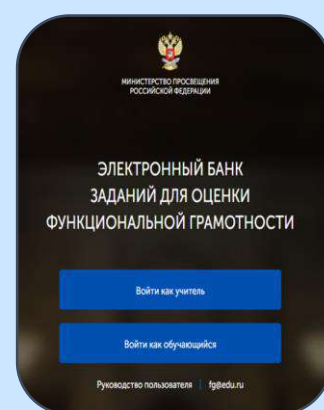 МИНИСТЕРСТВО ПРОСВЕЩЕНИЯ
РОССИЙСКОЙ ФЕДЕРАЦИИ
ЭЛЕКТРОННЫЙ БАНК
ЗАДАНИЙ ДЛЯ ОЦЕНКИ
ФУНКЦИОНАЛЬНОЙ ГРАМОТНОСТИ
Войти как учитель
Войти как обучающийся
Руководство пользователя | fg@edu.ru